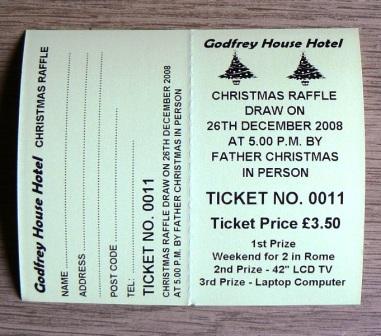 Godfrey House Hotel CHRISTMAS RAFFLE
NAME
ADDRESS
POST CODE
TEL:
TICKET NO. 0011
CHRISTMAS RAFFLE DRAW ON 26TH DECEMBER 2008
AT 5.00 P.M. BY FATHER CHRISTMAS IN PERSON
Godfrey House Hotel
CHRISTMAS RAFFLE
DRAW ON
26TH DECEMBER 2008
AT 5.00 P.M. BY
FATHER CHRISTMAS
IN PERSON
TICKET NO. 0011
Ticket Price £3.50
1st Prize
Weekend for 2 in Rome
2nd Prize - 42" LCD TV
3rd Prize - Laptop Computer